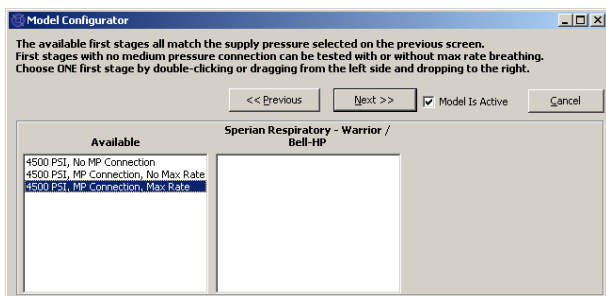 Model Configurator
The available first stages all match the supply pressure selected on the previous screen.
First stages with no medium pressure connection can be tested with or without max rate breathing.
Choose ONE first stage by double-clicking or dragging from the left side and dropping to the right.
<< Previous Next >> Model Is Active Cancel
Sperian Respiratory - Warrior /
Available Bell-HP
4500 PSI, No MP Connection
4500 PSI, MP Connection, No Max Rate
4500 PSI, MP Connection, Max Rate